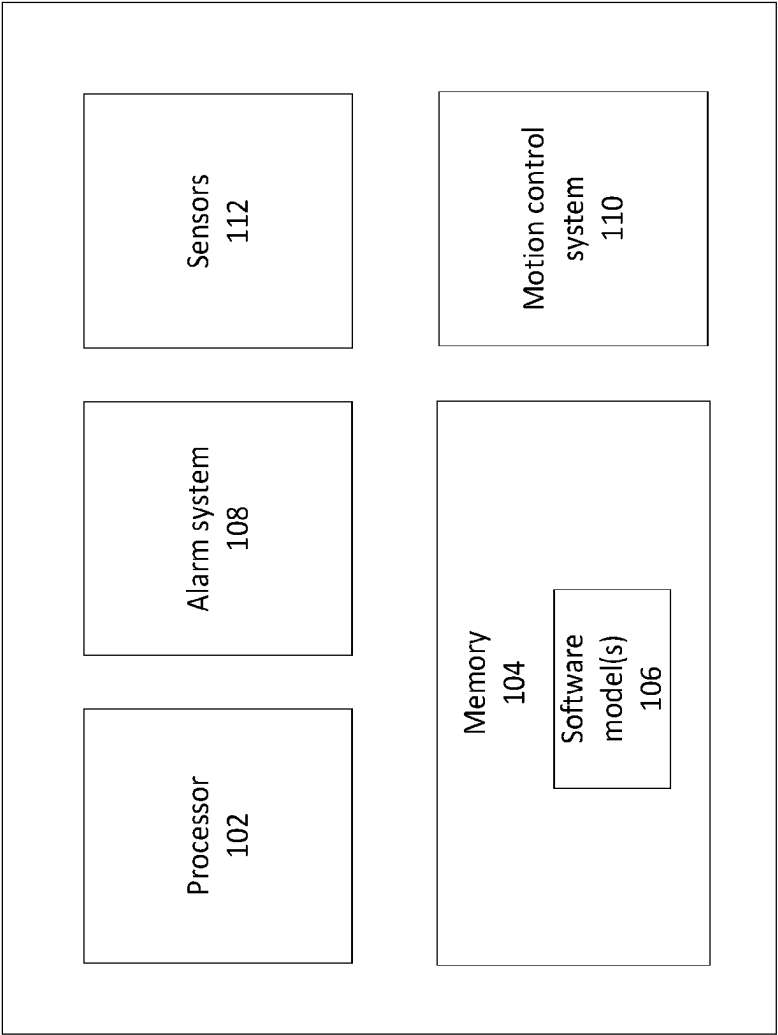 Processor
102
Alarm system
108
Sensors
112
Memory
104
Software
model(s)
106
Motion control
system
110